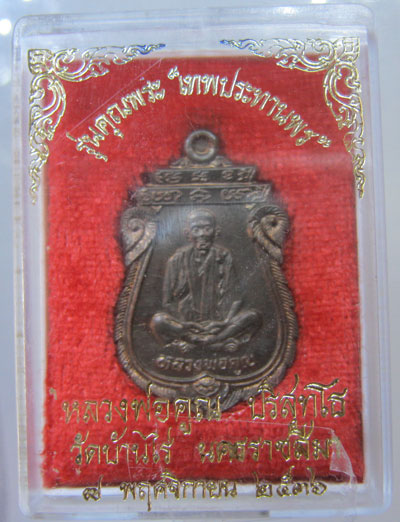 รุ่นคุณพระ "เทพประทานพร"
หลวงพ่อคูณ
หลวงพ่อคูณ ปริสุทฺโธ
วัดบ้านไร่ นครราชสีมา
๗ พฤศจิกายน ๒๕๓๖